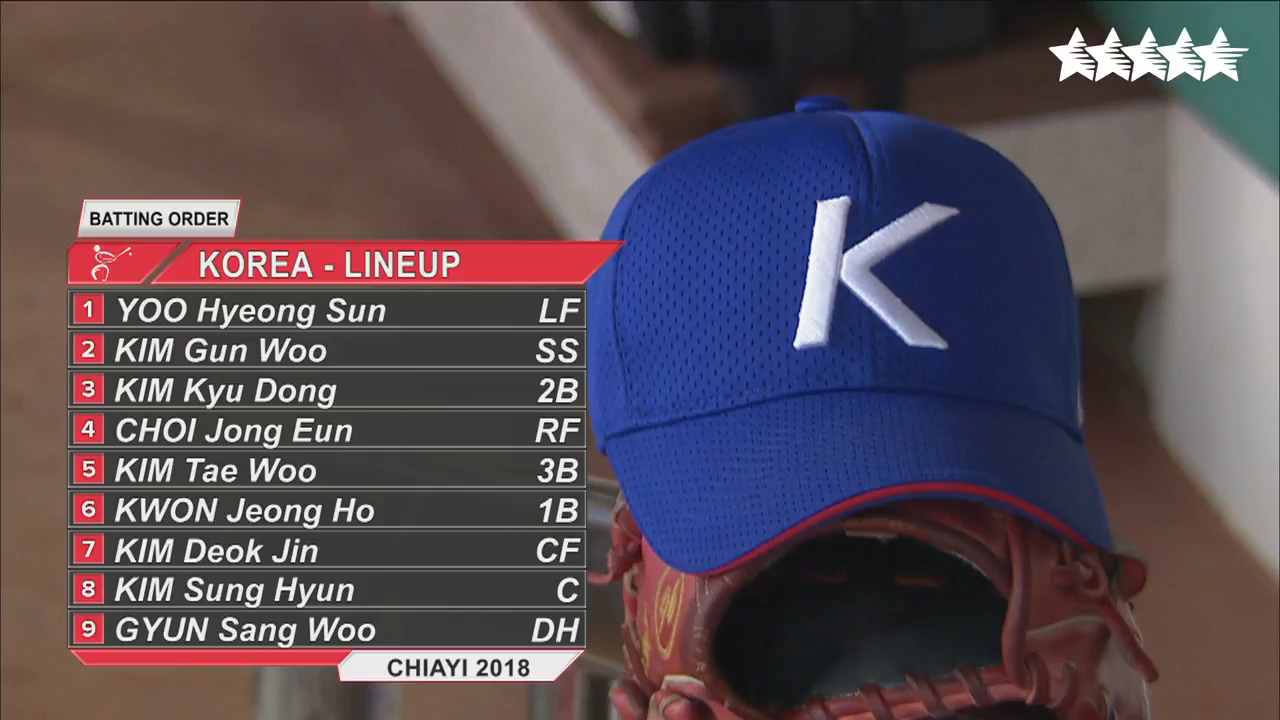 BATTING ORDER
KOREA - LINEUP
1 YOO Hyeong Sun LF
2 KIM Gun Woo SS
3 KIM Kyu Dong 2B
4 CHOI Jong Eun RF
5 KIM Tae Woo 3B
6 KWON Jeong Ho 1B
7 KIM Deok Jin CF
8 KIM Sung Hyun C
9 GYUN Sang Woo DH
CHIAYI 2018
K